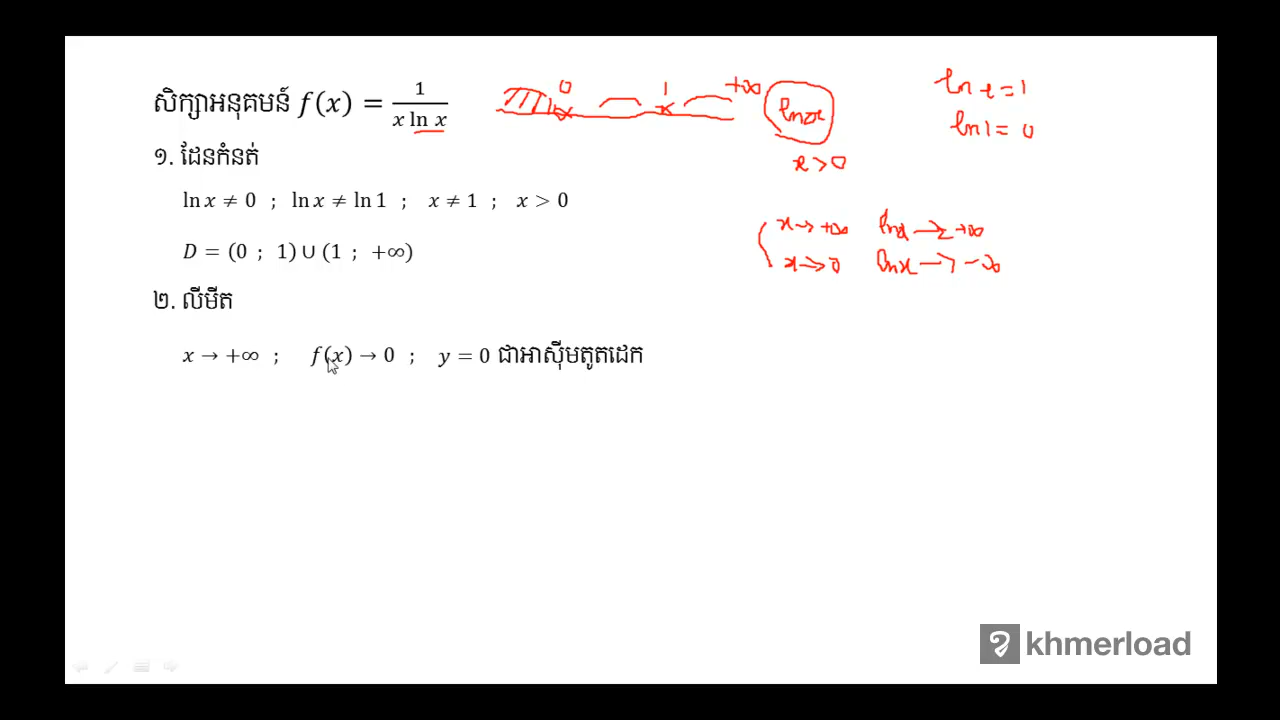 សិក្សាអនុគមន៍ f(x) = 1 / (x ln x)
0 1 +∞
ln x
x > 0
ln e = 1
ln 1 = 0
១. ដែនកំនត់
ln x ≠ 0 ; ln x ≠ ln 1 ; x ≠ 1 ; x > 0
x → +∞ ln x → +∞
x → 0 ln x → −∞
D = (0 ; 1) ∪ (1 ; +∞)
២. លីមីត
x → +∞ ; f(x) → 0 ; y = 0 ជាអាស៊ីមតូតដេក
khmerload